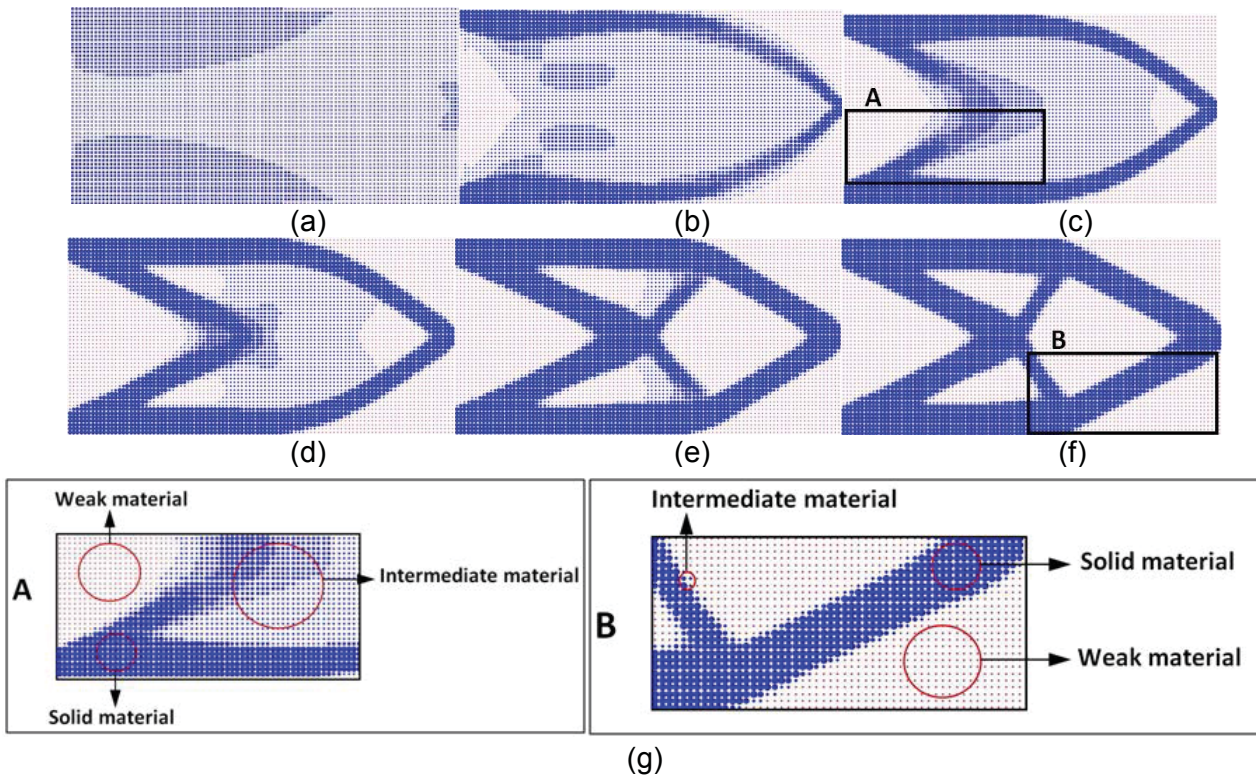 A
(a)
(b)
(c)
B
(d)
(e)
(f)
Weak material
A
Intermediate material
Solid material
Intermediate material
Solid material
B
Weak material
(g)